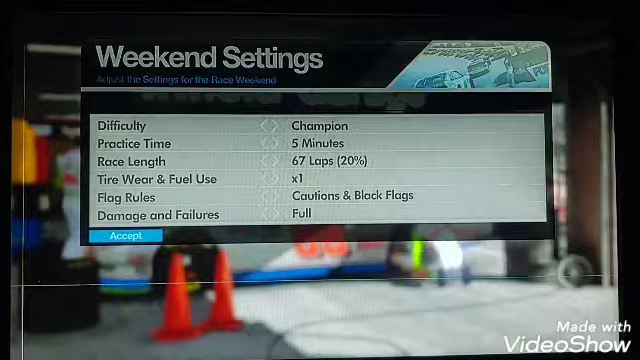 Weekend Settings
Adjust the Settings for the Race Weekend
Difficulty Champion
Practice Time 5 Minutes
Race Length 67 Laps (20%)
Tire Wear & Fuel Use x1
Flag Rules Cautions & Black Flags
Damage and Failures Full
Accept
Made with
VideoShow